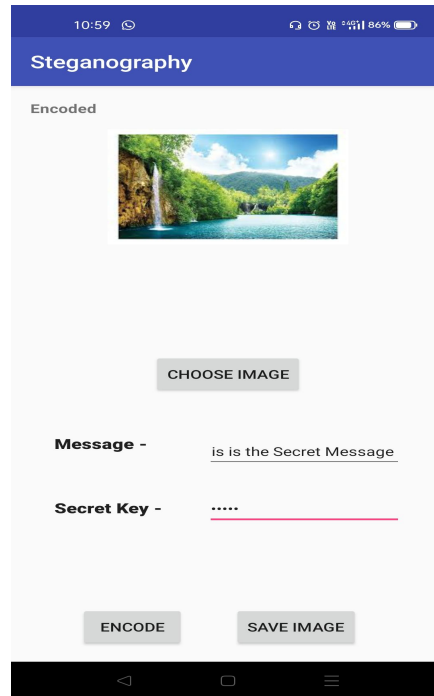 10:59 86%
Steganography
Encoded
CHOOSE IMAGE
Message - is is the Secret Message
Secret Key - •••••
ENCODE SAVE IMAGE